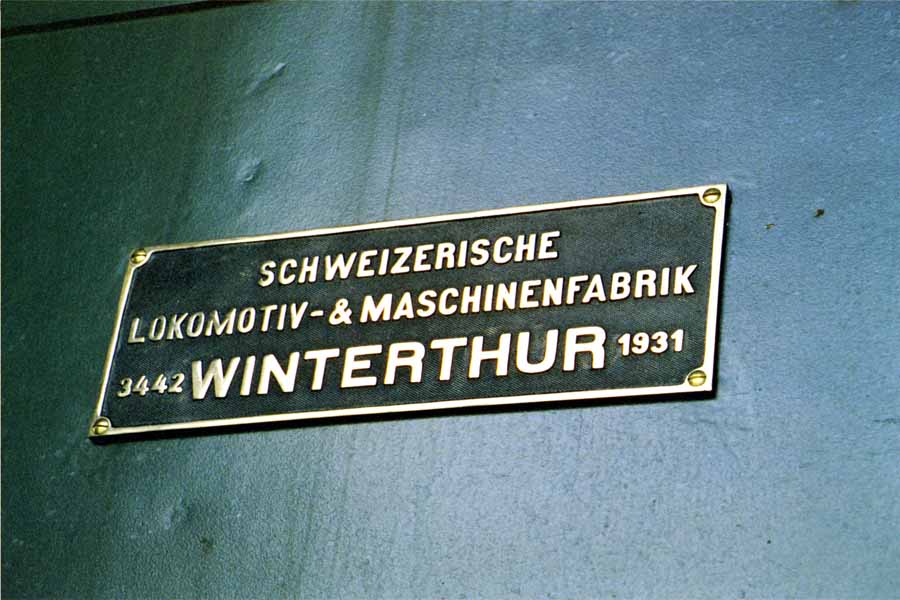 SCHWEIZERISCHE
LOKOMOTIV-&MASCHINENFABRIK
3442 WINTERTHUR 1931